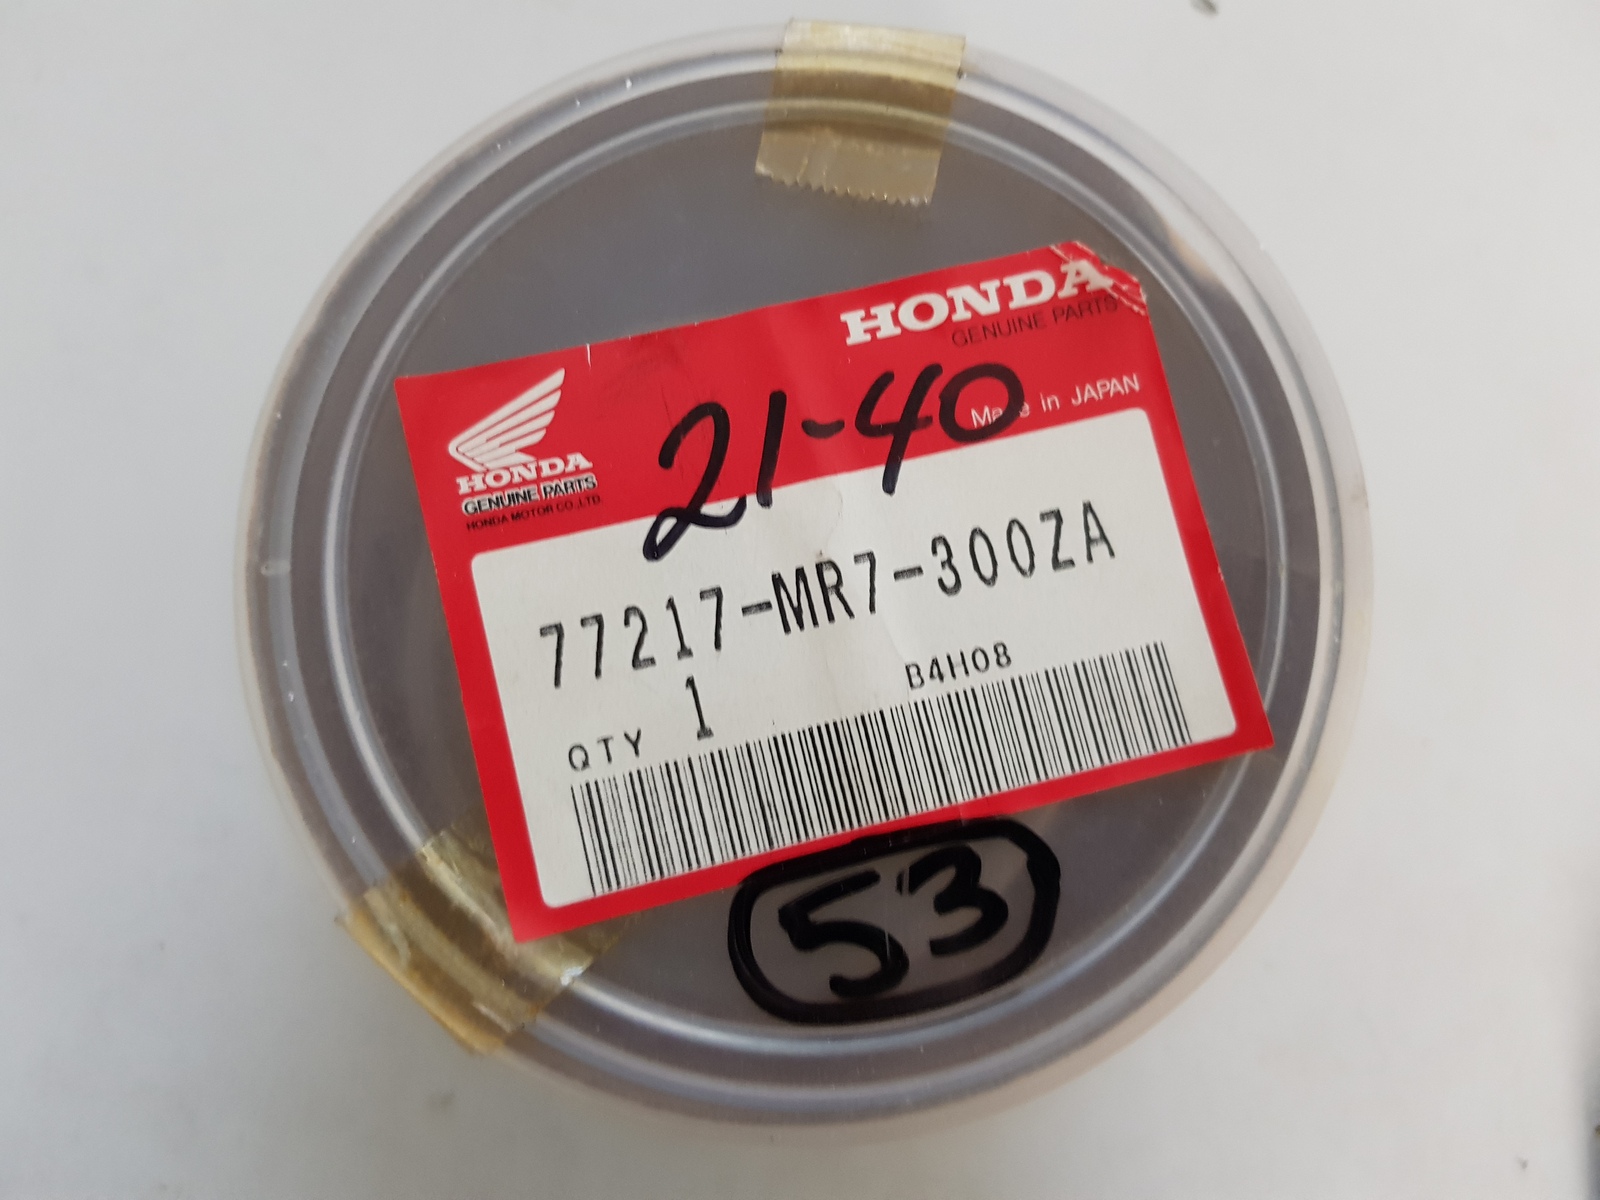 HONDA
GENUINE PARTS
Made in JAPAN
HONDA
GENUINE PARTS
HONDA MOTOR CO.,LTD.
21-40
77217-MR7-300ZA
QTY 1 B4H08
53